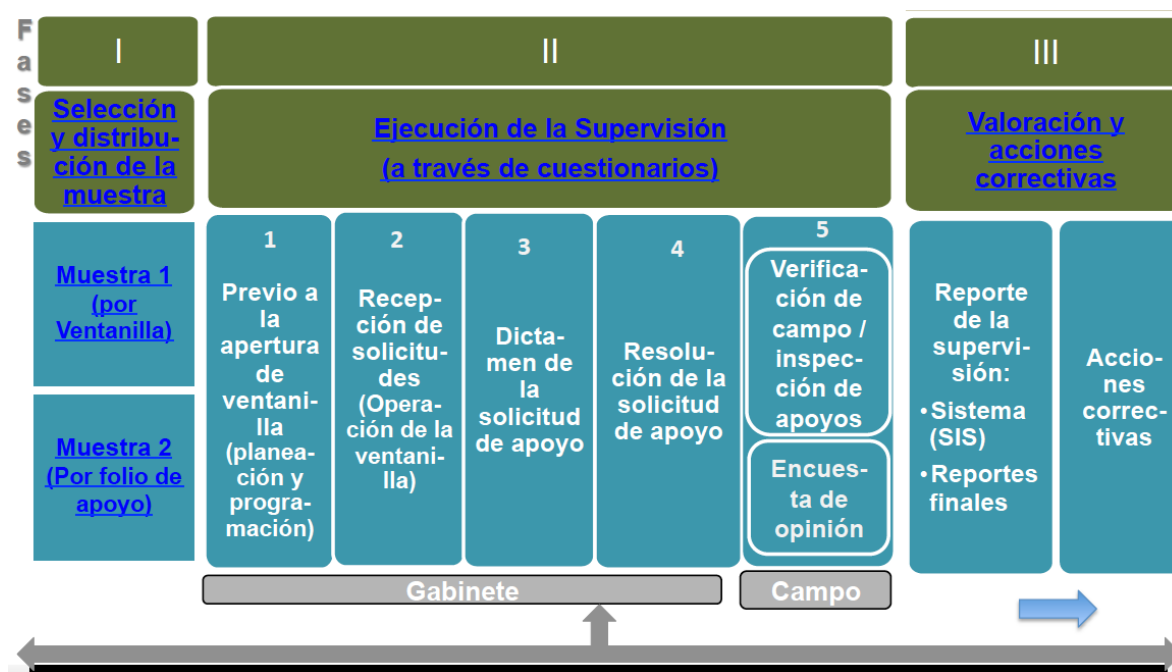 Fases
I
II
III
Selección
y distribu-
ción de la
muestra
Ejecución de la Supervisión
(a través de cuestionarios)
Valoración y
acciones
correctivas
Muestra 1
(por
Ventanilla)
Muestra 2
(Por folio de
apoyo)
1
Previo a
la
apertura
de
ventani-
lla
(planea-
ción y
progra-
mación)
2
Recep-
ción de
solicitu-
des
(Opera-
ción de la
ventani-
lla)
3
Dicta-
men de
la
solicitud
de apoyo
4
Resolu-
ción de la
solicitud
de apoyo
5
Verifica-
ción de
campo /
inspec-
ción de
apoyos
Encues-
ta de
opinión
Reporte
de la
supervi-
sión:
•Sistema
(SIS)
•Reportes
finales
Accio-
nes
correc-
tivas
Gabinete
Campo